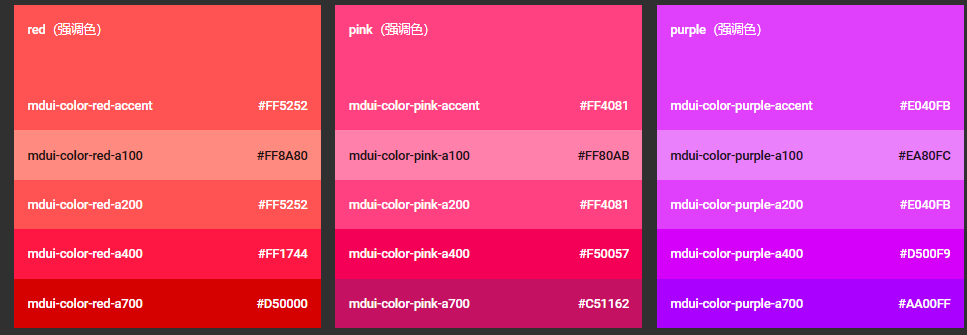 red（强调色）
mdui-color-red-accent #FF5252
mdui-color-red-a100 #FF8A80
mdui-color-red-a200 #FF5252
mdui-color-red-a400 #FF1744
mdui-color-red-a700 #D50000
pink（强调色）
mdui-color-pink-accent #FF4081
mdui-color-pink-a100 #FF80AB
mdui-color-pink-a200 #FF4081
mdui-color-pink-a400 #F50057
mdui-color-pink-a700 #C51162
purple（强调色）
mdui-color-purple-accent #E040FB
mdui-color-purple-a100 #EA80FC
mdui-color-purple-a200 #E040FB
mdui-color-purple-a400 #D500F9
mdui-color-purple-a700 #AA00FF